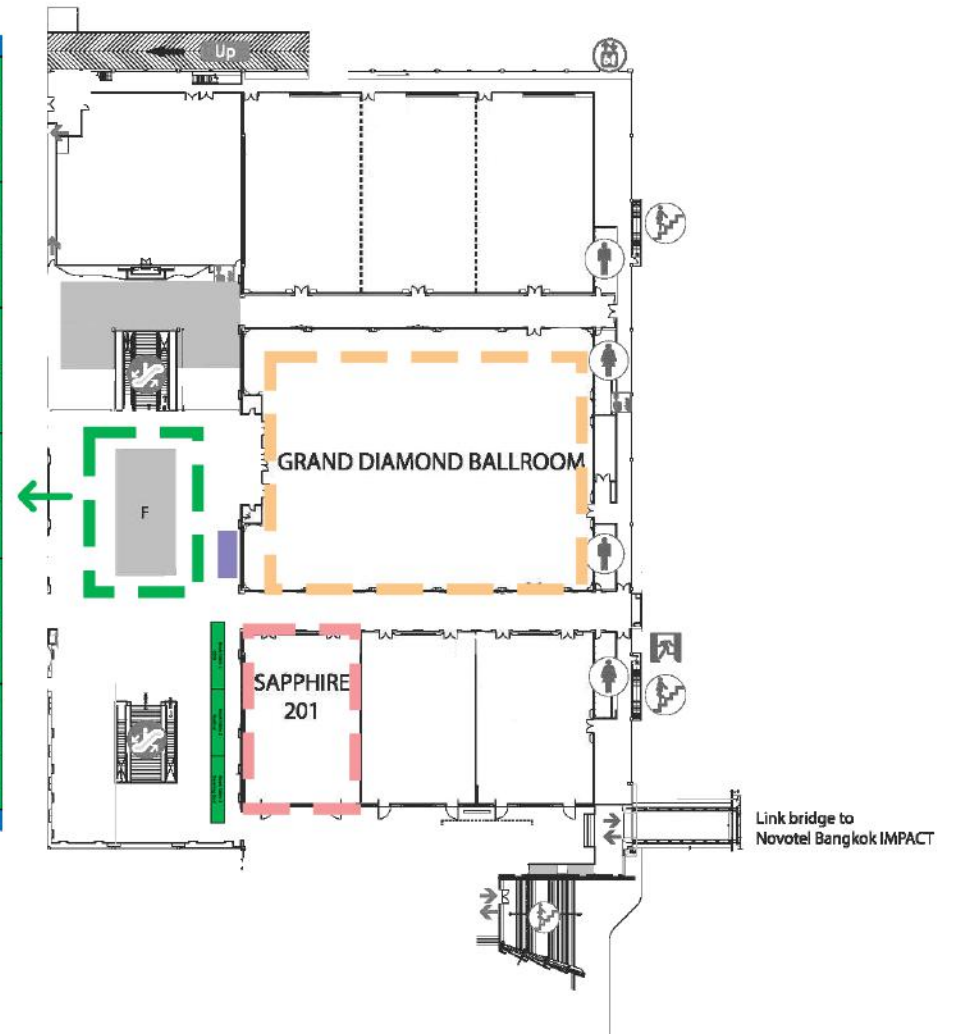 Up
GRAND DIAMOND BALLROOM
F
SAPPHIRE
201
Link bridge to
Novotel Bangkok IMPACT